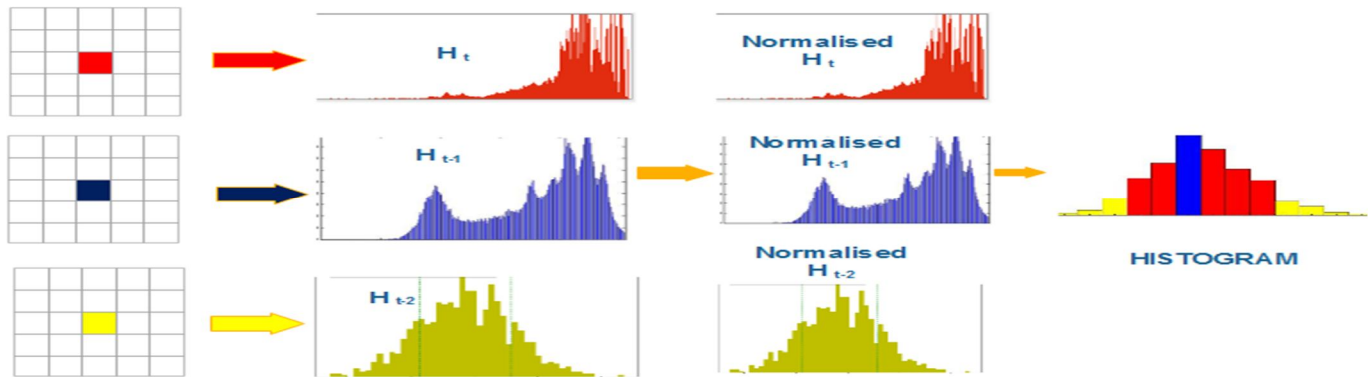 H t
Normalised
H t
H t-1
Normalised
H t-1
H t-2
Normalised
H t-2
HISTOGRAM